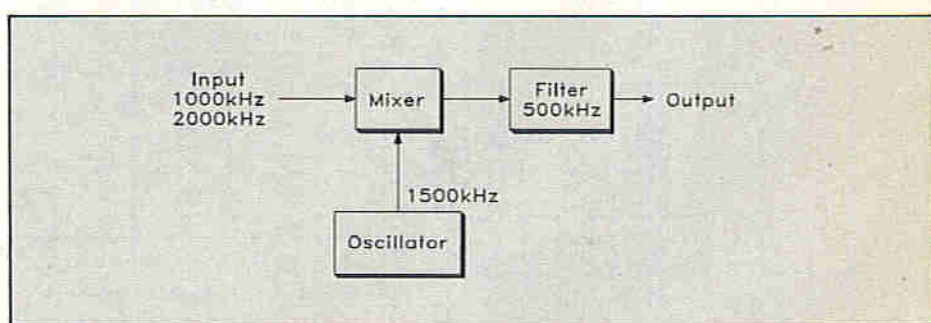 Input
1000kHz
2000kHz
Mixer
Filter
500kHz
Output
1500kHz
Oscillator